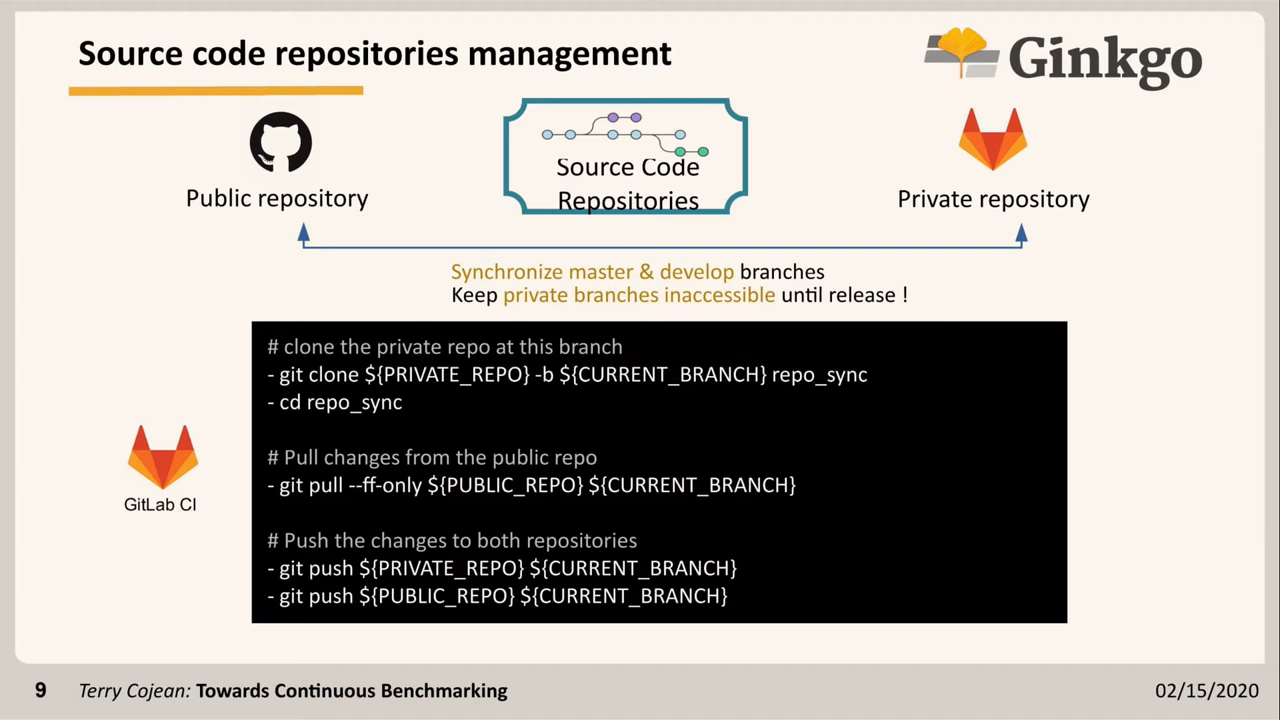 Source code repositories management
Ginkgo
Public repository
Source Code
Repositories
Private repository
Synchronize master & develop branches
Keep private branches inaccessible until release !
# clone the private repo at this branch
- git clone ${PRIVATE_REPO} -b ${CURRENT_BRANCH} repo_sync
- cd repo_sync
# Pull changes from the public repo
- git pull --ff-only ${PUBLIC_REPO} ${CURRENT_BRANCH}
# Push the changes to both repositories
- git push ${PRIVATE_REPO} ${CURRENT_BRANCH}
- git push ${PUBLIC_REPO} ${CURRENT_BRANCH}
GitLab CI
9 Terry Cojean: Towards Continuous Benchmarking 02/15/2020